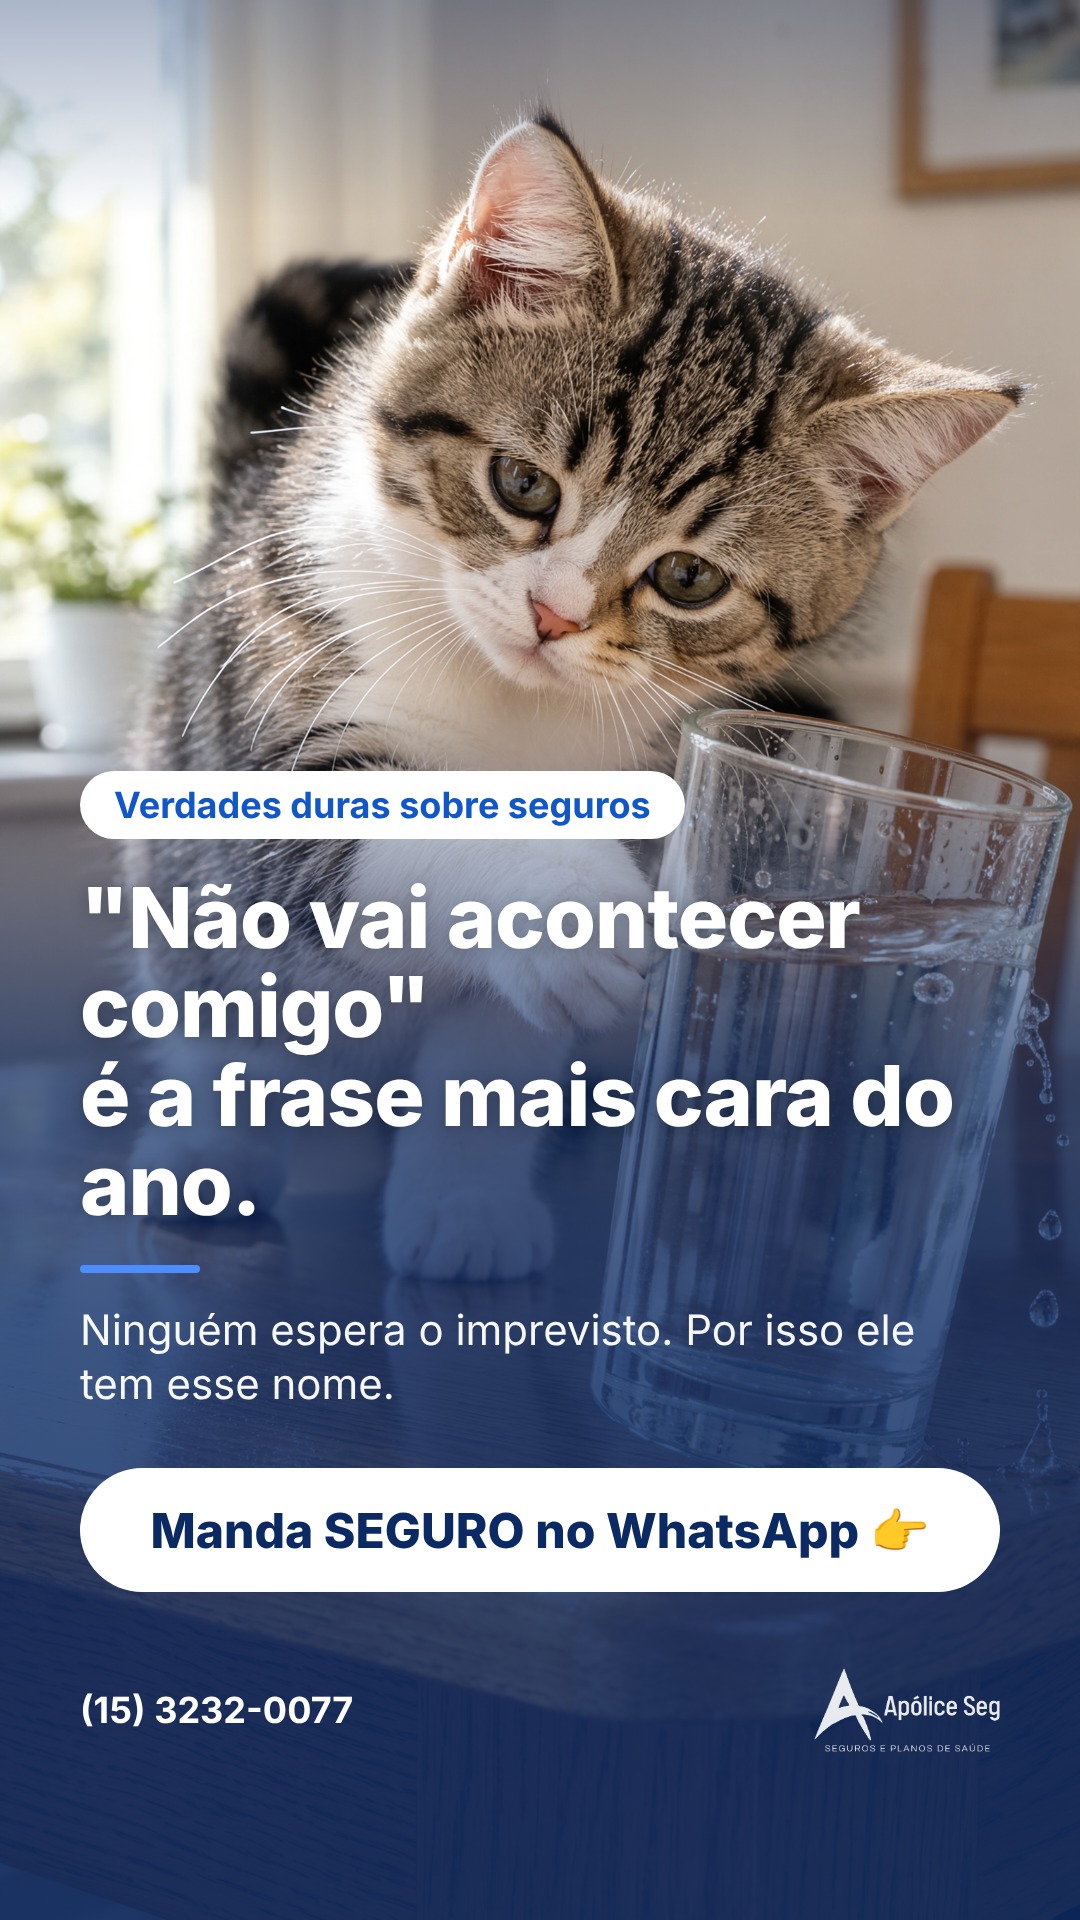 Verdades duras sobre seguros
"Não vai acontecer
comigo"
é a frase mais cara do
ano.
Ninguém espera o imprevisto. Por isso ele
tem esse nome.
Manda SEGURO no WhatsApp 👉
(15) 3232-0077
Apólice Seg
SEGUROS E PLANOS DE SAÚDE